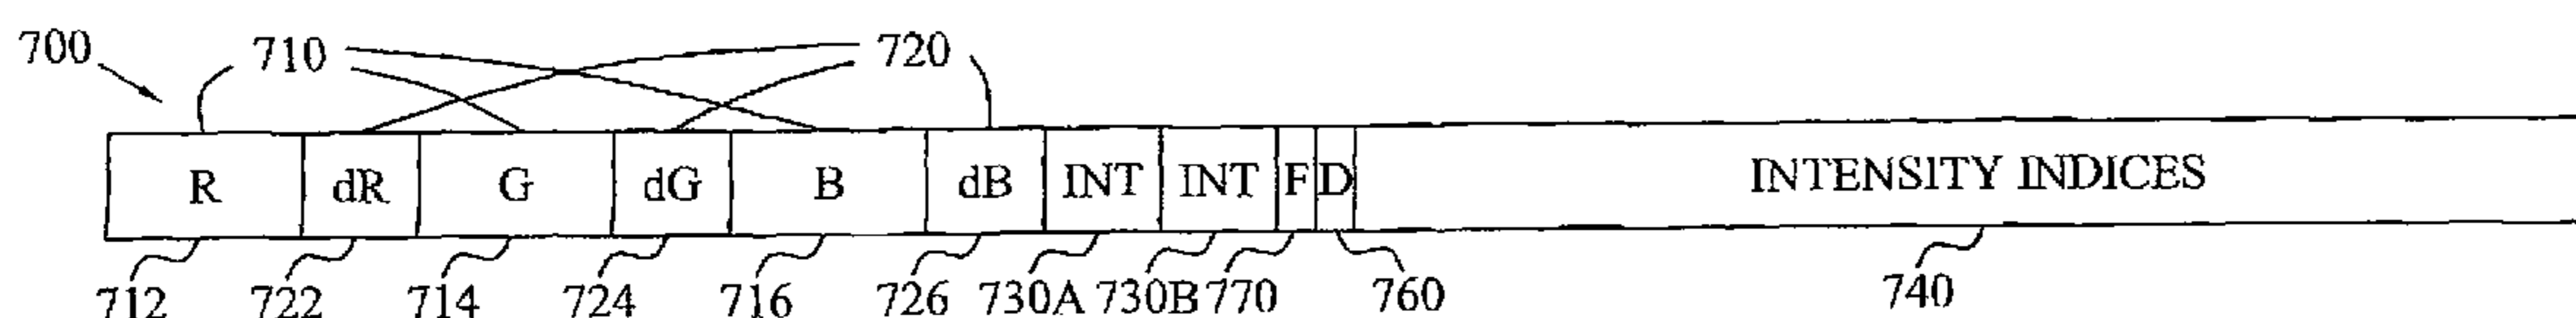 700 710 720
R dR G dG B dB INT INT F D INTENSITY INDICES
712 722 714 724 716 726 730A 730B 770 760 740